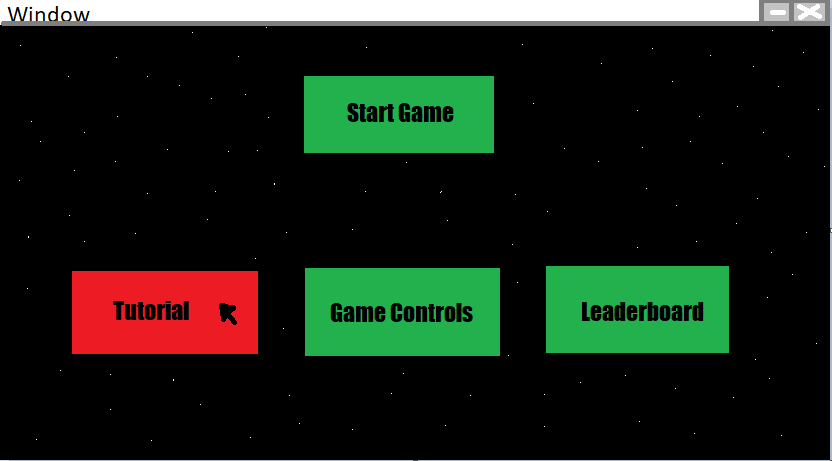 Window
Start Game
Tutorial
Game Controls
Leaderboard